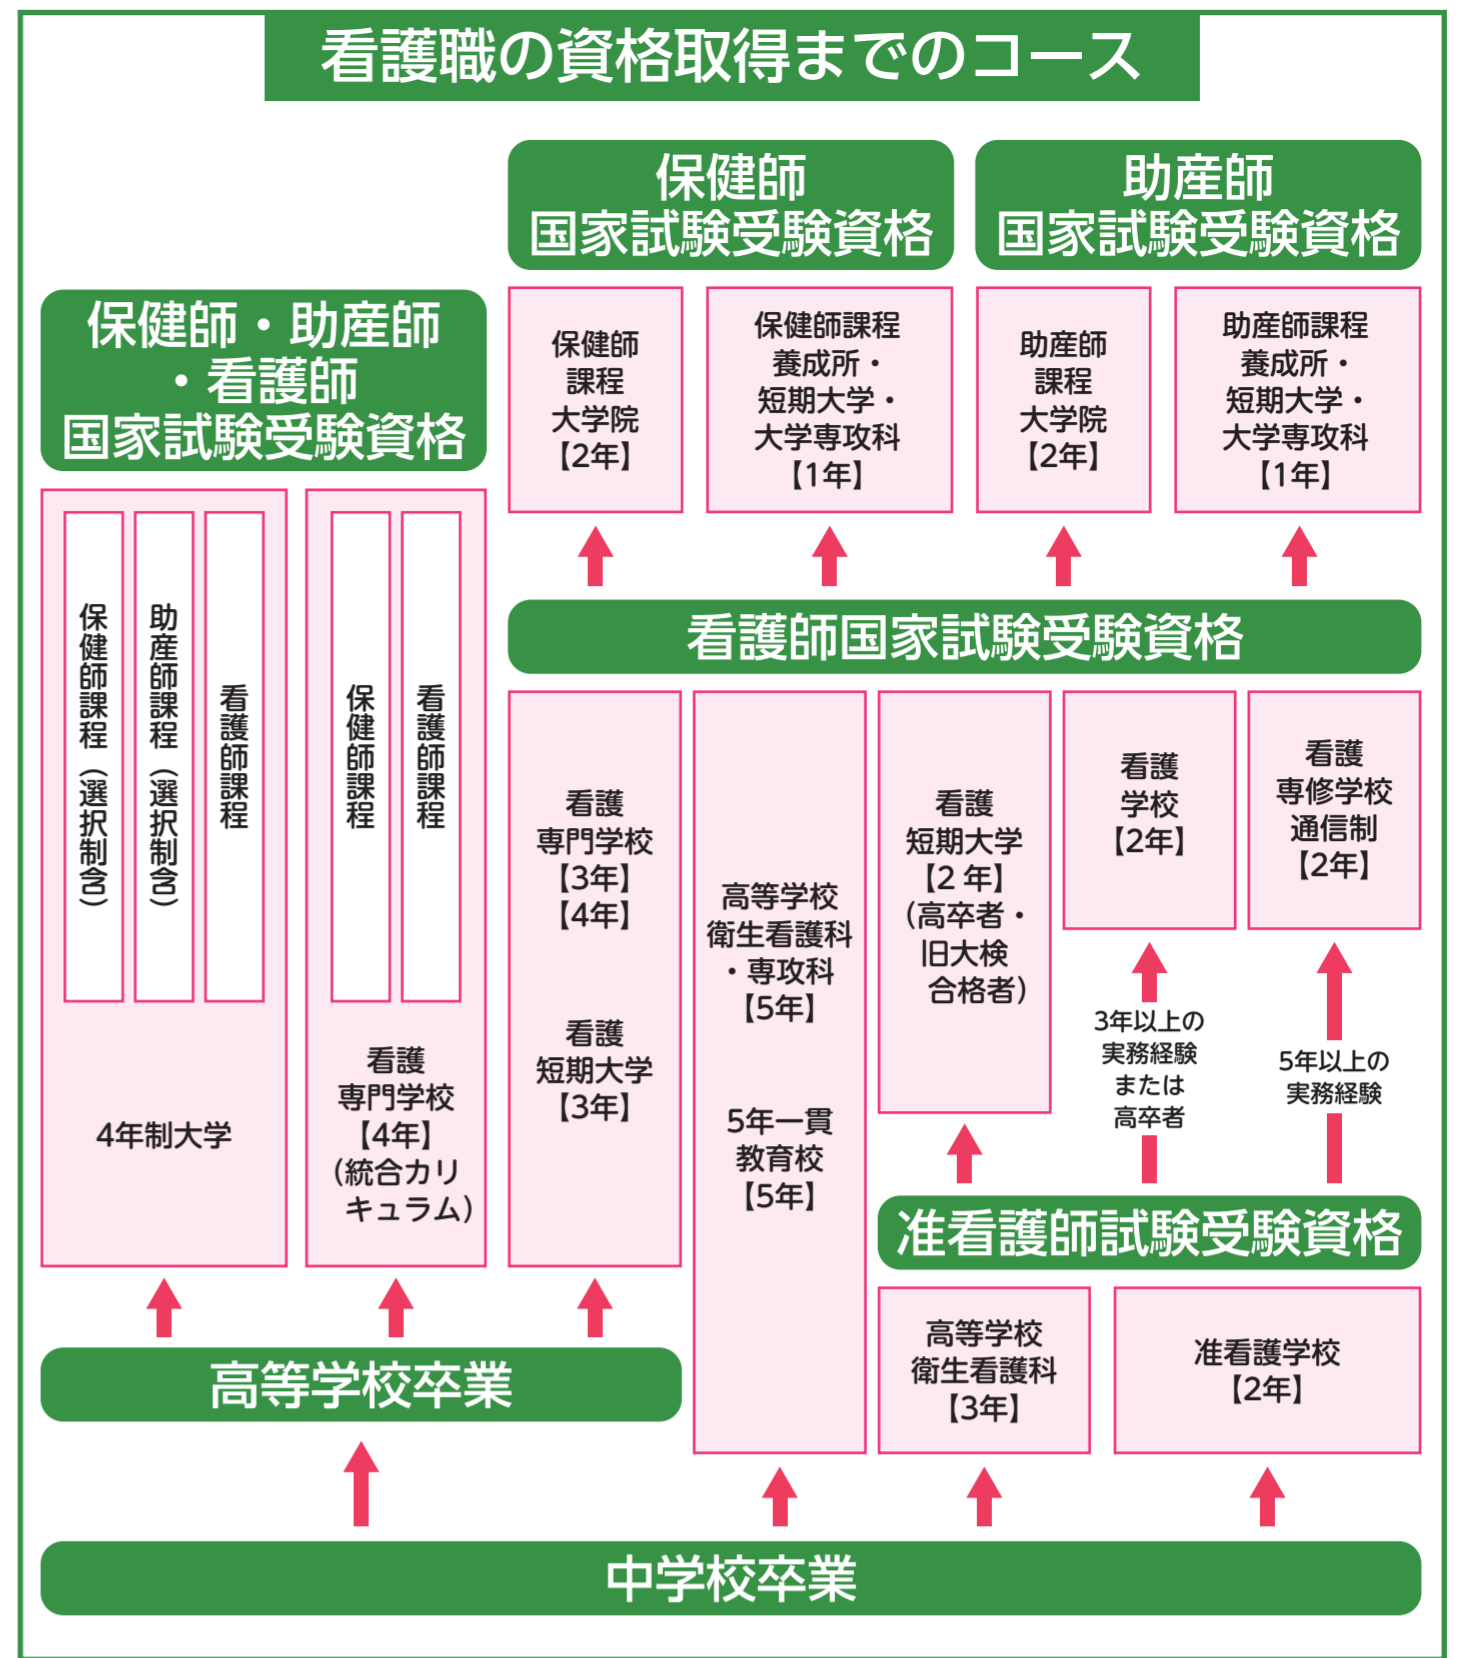 看護職の資格取得までのコース
保健師
国家試験受験資格
助産師
国家試験受験資格
保健師・助産師
・看護師
国家試験受験資格
保健師
課程
大学院
【2年】
保健師課程
養成所・
短期大学・
大学専攻科
【1年】
助産師
課程
大学院
【2年】
助産師課程
養成所・
短期大学・
大学専攻科
【1年】
保健師課程（選択制含）
助産師課程（選択制含）
看護師課程
4年制大学
保健師課程
看護師課程
看護
専門学校
【4年】
(統合カリ
キュラム)
看護師国家試験受験資格
看護
専門学校
【3年】
【4年】
看護
短期大学
【3年】
高等学校
衛生看護科
・専攻科
【5年】
5年一貫
教育校
【5年】
看護
短期大学
【2 年】
(高卒者・
旧大検
合格者)
看護
学校
【2年】
看護
専修学校
通信制
【2年】
3年以上の
実務経験
または
高卒者
5年以上の
実務経験
准看護師試験受験資格
高等学校
衛生看護科
【3年】
准看護学校
【2年】
高等学校卒業
中学校卒業